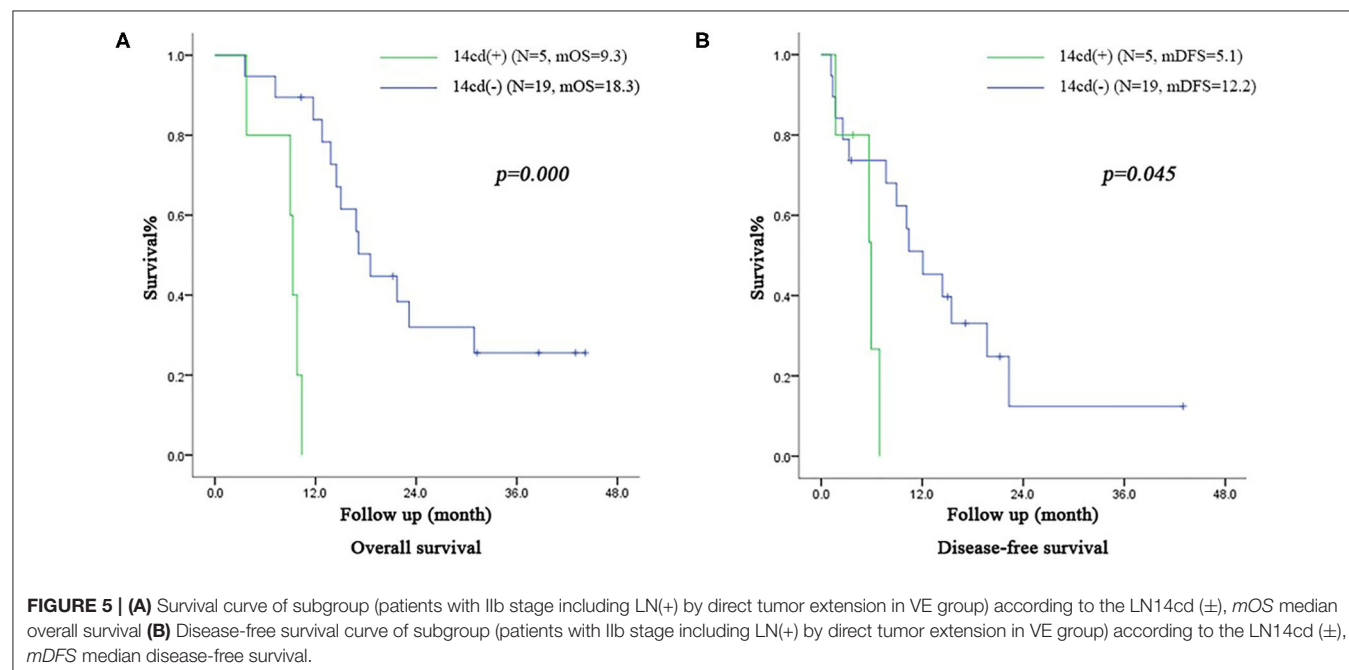 A
1.0
0.8
0.6
0.4
0.2
0.0
Survival%
14cd(+) (N=5, mOS=9.3)
14cd(-) (N=19, mOS=18.3)
p=0.000
0.0 12.0 24.0 36.0 48.0
Follow up (month)
Overall survival
B
1.0
0.8
0.6
0.4
0.2
0.0
Survival%
14cd(+) (N=5, mDFS=5.1)
14cd(-) (N=19, mDFS=12.2)
p=0.045
0.0 12.0 24.0 36.0 48.0
Follow up (month)
Disease-free survival
FIGURE 5 | (A) Survival curve of subgroup (patients with IIb stage including LN(+) by direct tumor extension in VE group) according to the LN14cd (±), mOS median
overall survival (B) Disease-free survival curve of subgroup (patients with IIb stage including LN(+) by direct tumor extension in VE group) according to the LN14cd (±),
mDFS median disease-free survival.